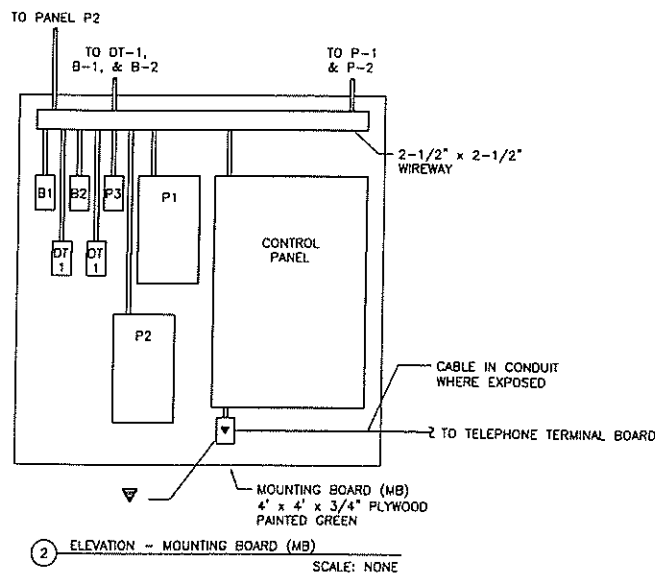 TO PANEL P2
TO DT-1,
B-1, & B-2
TO P-1
& P-2
2-1/2" x 2-1/2"
WIREWAY
B1
B2
P3
P1
DT
1
DT
1
CONTROL
PANEL
P2
CABLE IN CONDUIT
WHERE EXPOSED
TO TELEPHONE TERMINAL BOARD
MOUNTING BOARD (MB)
4' x 4' x 3/4" PLYWOOD
PAINTED GREEN
2 ELEVATION - MOUNTING BOARD (MB)
SCALE: NONE